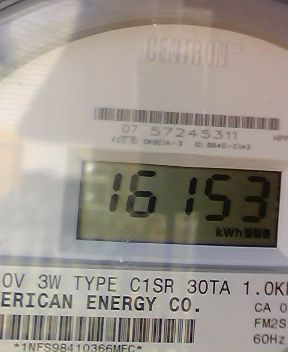 CENTRON
07 57245311
16153
kWh
0V 3W TYPE C1SR 30TA 1.0K
ERICAN ENERGY CO.
CA 0
FM2S
60Hz
*1NFS98410366MEC*